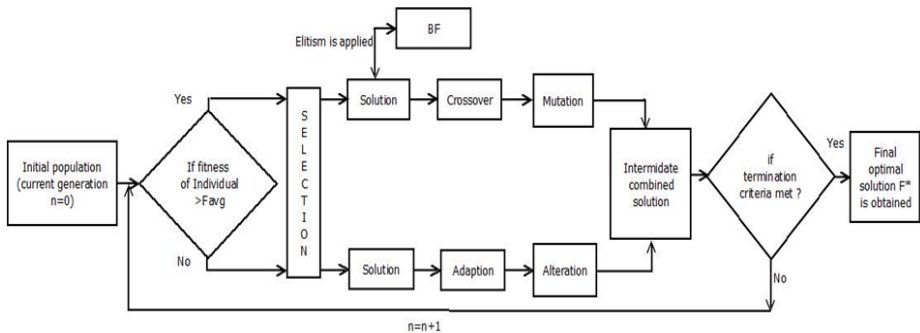 BF
Elitism is applied
Yes
Solution
Crossover
Mutation
Initial population
(current generation
n=0)
If fitness
of Individual
>Favg
SELECTION
Intermidate
combined
solution
if
termination
criteria met ?
Yes
Final
optimal
solution F*
is obtained
No
Solution
Adaption
Alteration
No
n=n+1